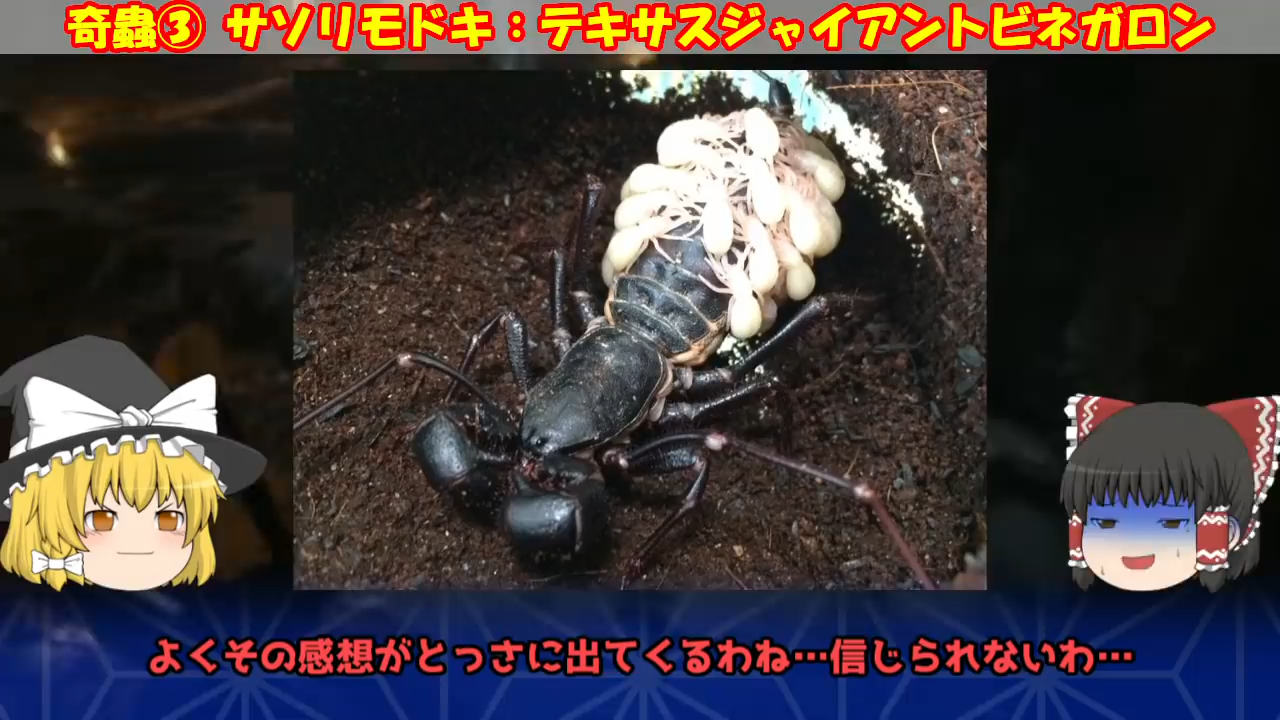 奇蟲③ サソリモドキ：テキサスジャイアントビネガロン
よくその感想がとっさに出てくるわね…信じられないわ…